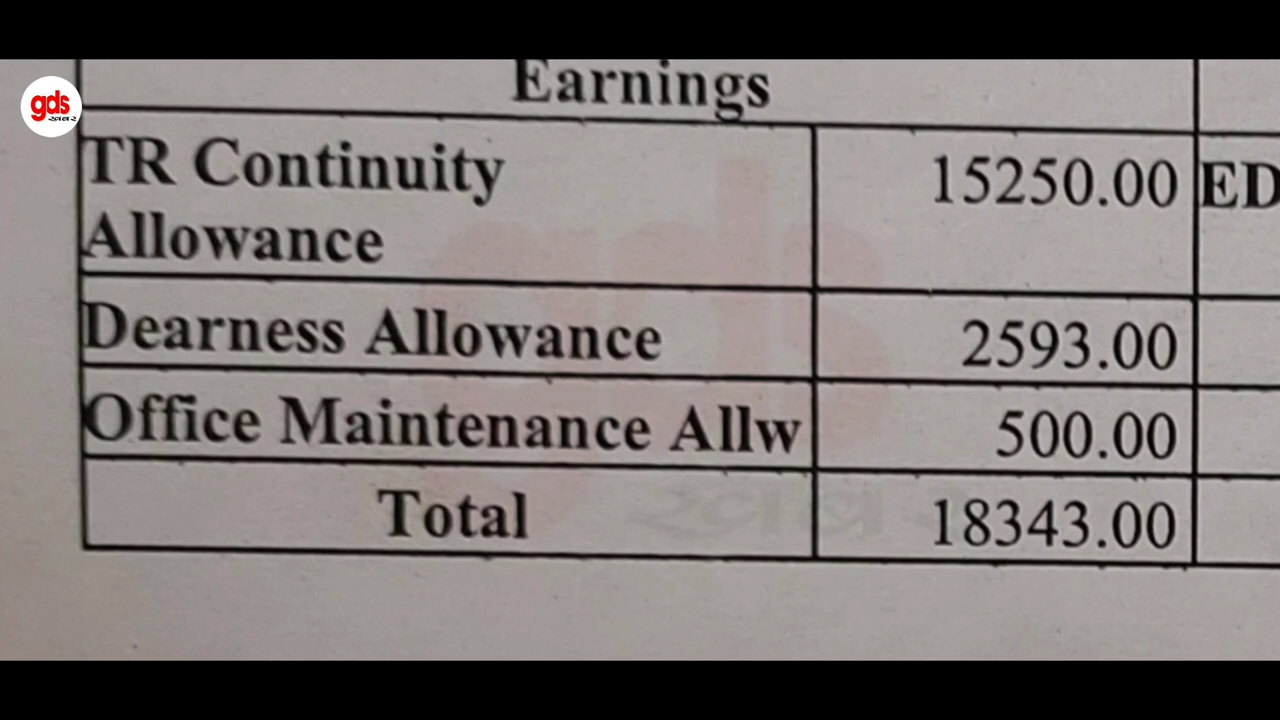 Earnings
gds
ખબર
TR Continuity
Allowance
15250.00
ED
Dearness Allowance
2593.00
Office Maintenance Allw
500.00
Total
18343.00